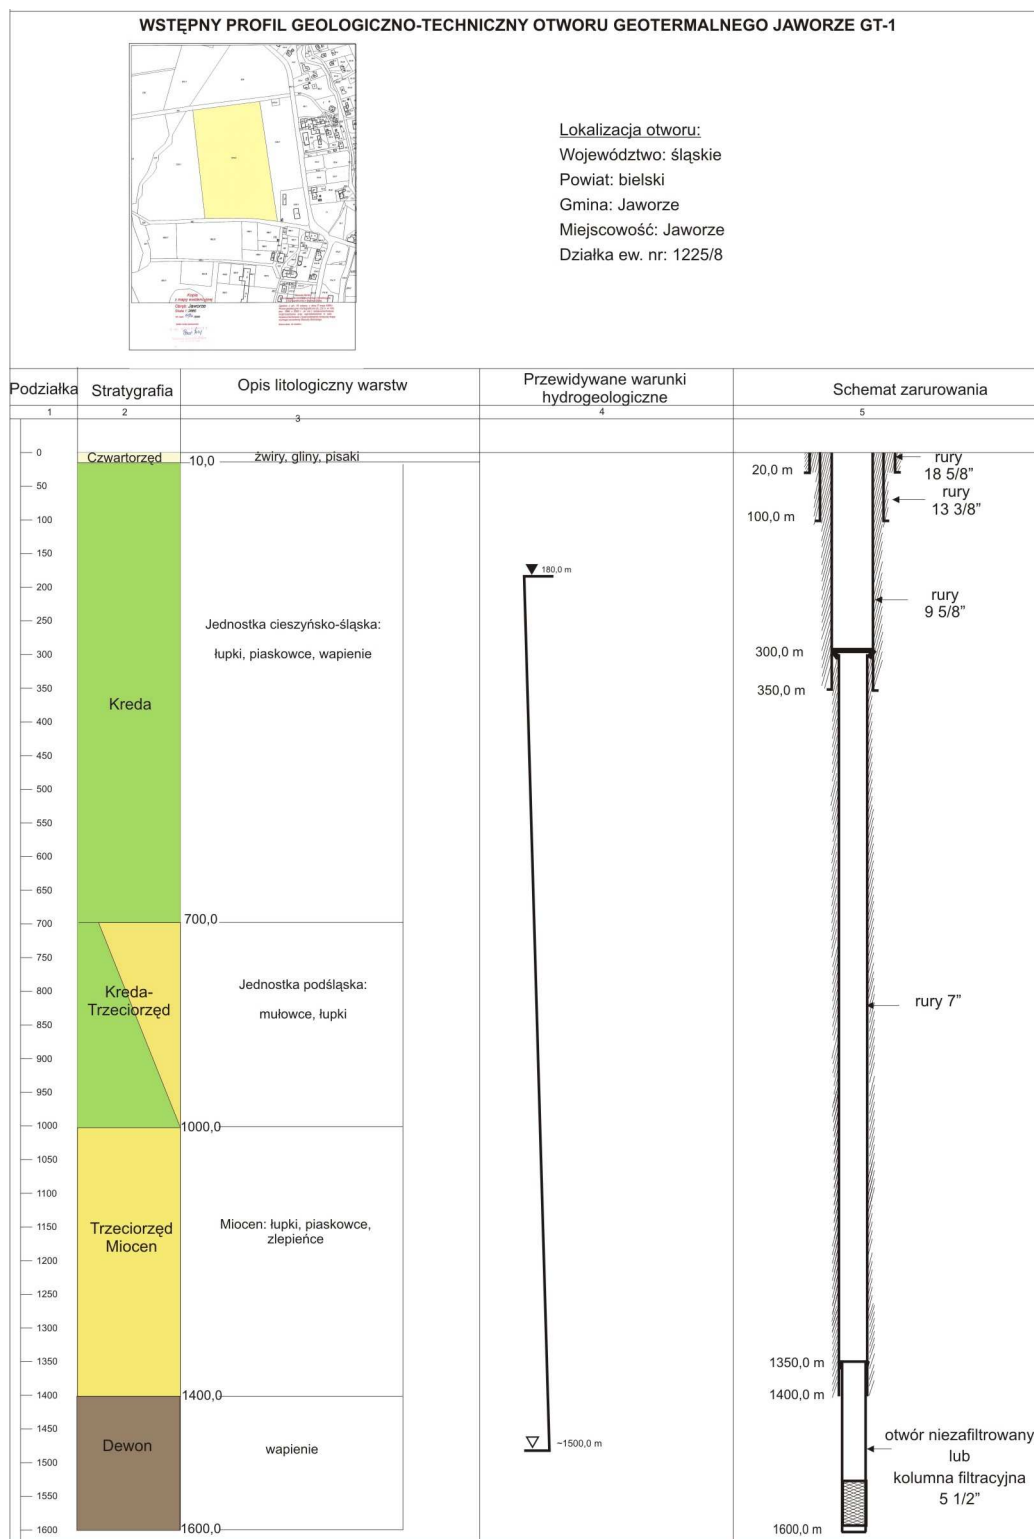 WSTĘPNY PROFIL GEOLOGICZNO-TECHNICZNY OTWORU GEOTERMALNEGO JAWORZE GT-1
Lokalizacja otworu:
Województwo: śląskie
Powiat: bielski
Gmina: Jaworze
Miejscowość: Jaworze
Działka ew. nr: 1225/8
Podziałka
Stratygrafia
Opis litologiczny warstw
Przewidywane warunki
hydrogeologiczne
Schemat zarurowania
1
2
3
4
5
0
50
100
150
200
250
300
350
400
450
500
550
600
650
700
750
800
850
900
950
1000
1050
1100
1150
1200
1250
1300
1350
1400
1450
1500
1550
1600
Czwartorzęd
10,0
żwiry, gliny, pisaki
Kreda
Jednostka cieszyńsko-śląska:
łupki, piaskowce, wapienie
700,0
Kreda-
Trzeciorzęd
Jednostka podśląska:
mułowce, łupki
1000,0
Trzeciorzęd
Miocen
Miocen: łupki, piaskowce,
zlepieńce
1400,0
Dewon
wapienie
1600,0
180,0 m
~1500,0 m
20,0 m
rury
18 5/8”
100,0 m
rury
13 3/8”
rury
9 5/8”
300,0 m
350,0 m
rury 7”
1350,0 m
1400,0 m
otwór niezafiltrowany
lub
kolumna filtracyjna
5 1/2”
1600,0 m